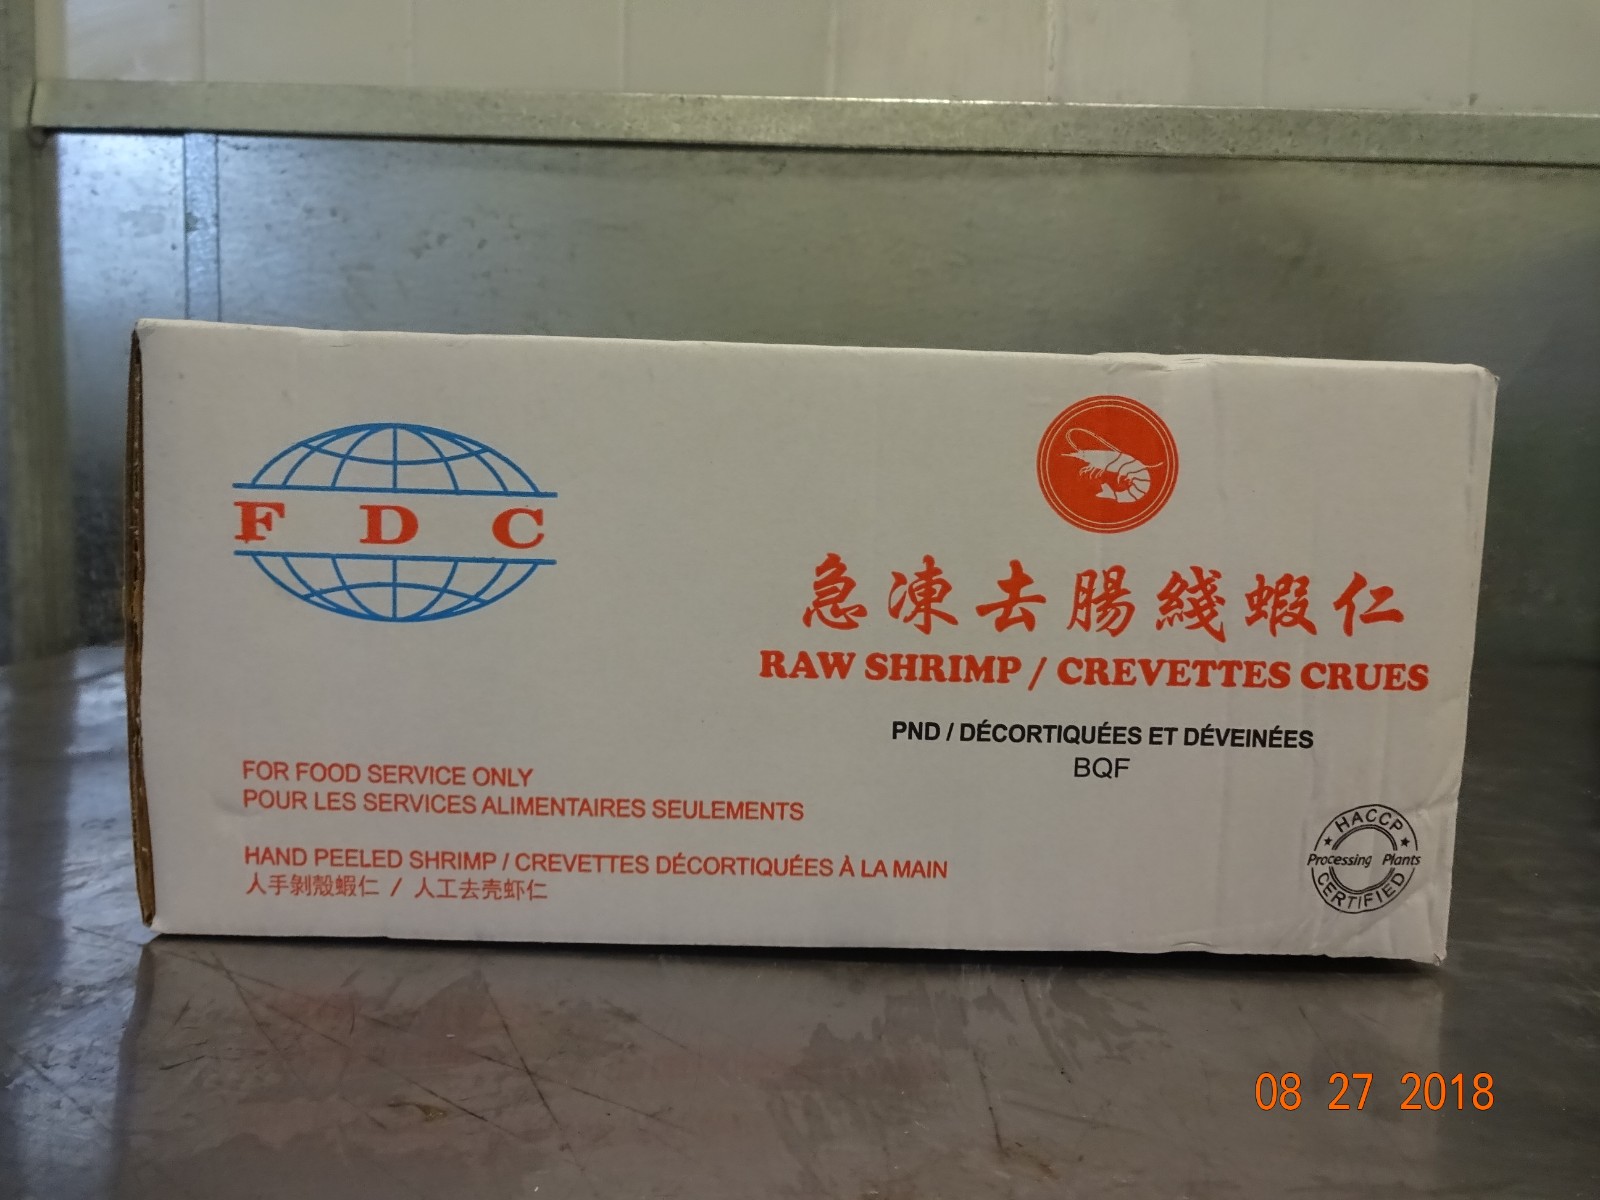 F D C
急凍去腸綫蝦仁
RAW SHRIMP / CREVETTES CRUES
PND / DÉCORTIQUÉES ET DÉVEINÉES
BQF
FOR FOOD SERVICE ONLY
POUR LES SERVICES ALIMENTAIRES SEULEMENTS
HAND PEELED SHRIMP / CREVETTES DÉCORTIQUÉES À LA MAIN
人手剝殼蝦仁 / 人工去壳虾仁
HACCP
Processing Plants
CERTIFIED
08 27 2018